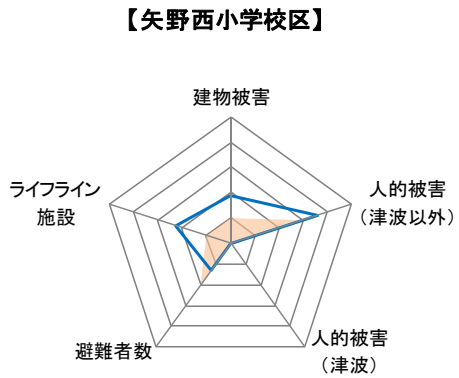 【矢野西小学校区】
建物被害
ライフライン
施設
人的被害
（津波以外）
避難者数
人的被害
（津波）